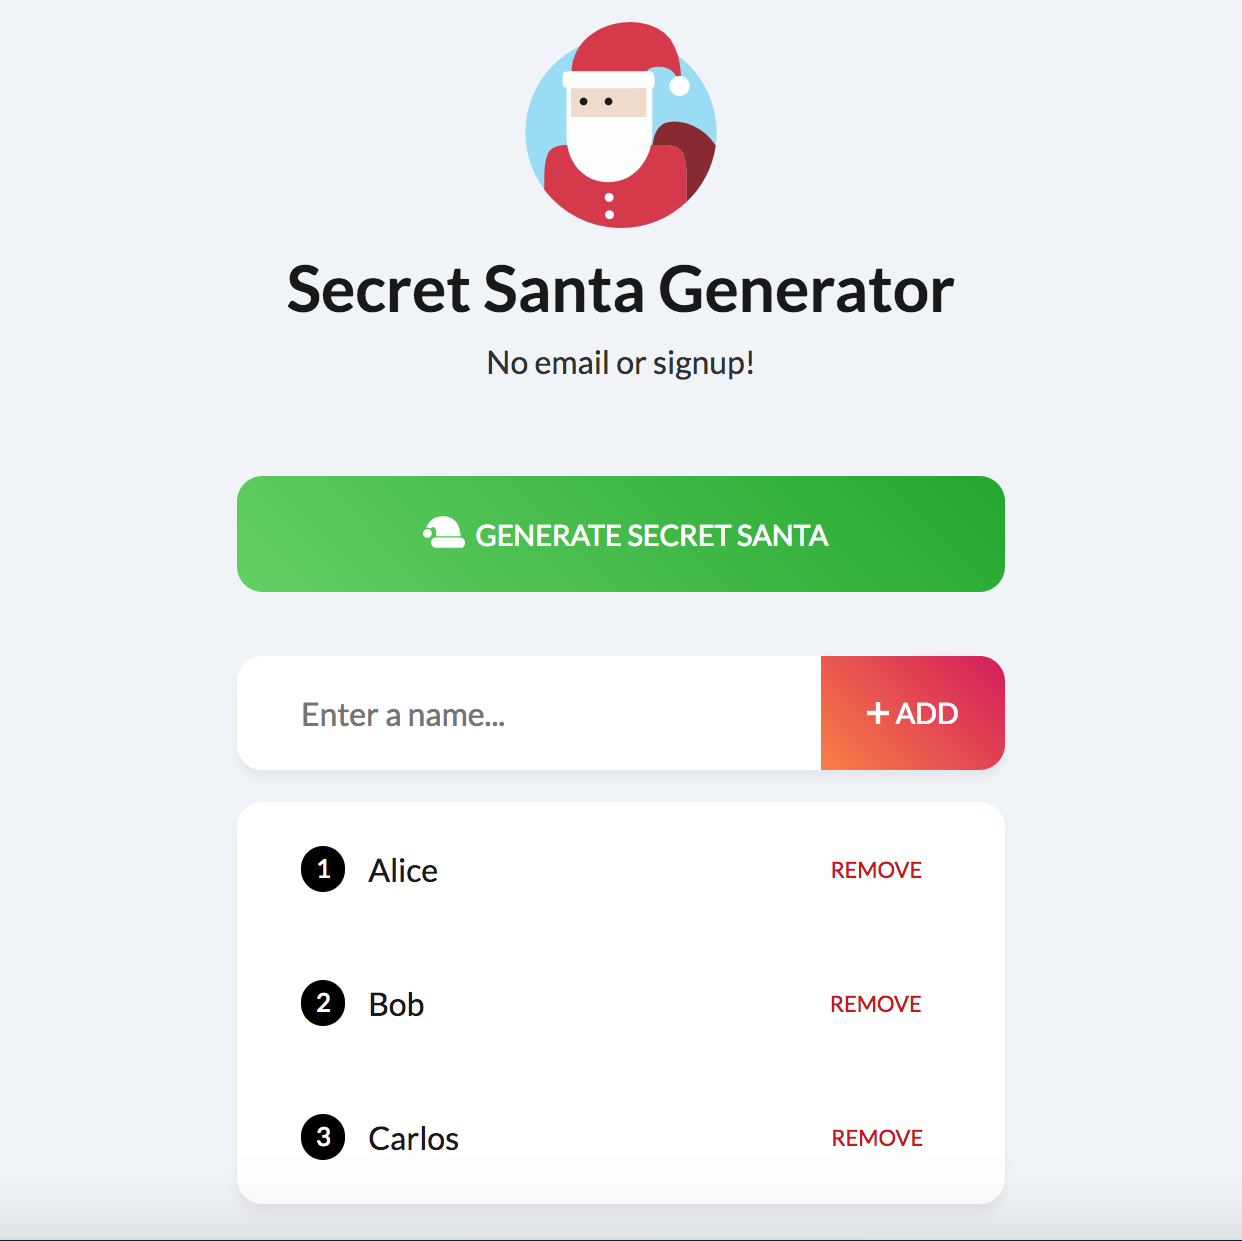 Secret Santa Generator
No email or signup!
GENERATE SECRET SANTA
Enter a name...
+ ADD
1 Alice REMOVE
2 Bob REMOVE
3 Carlos REMOVE